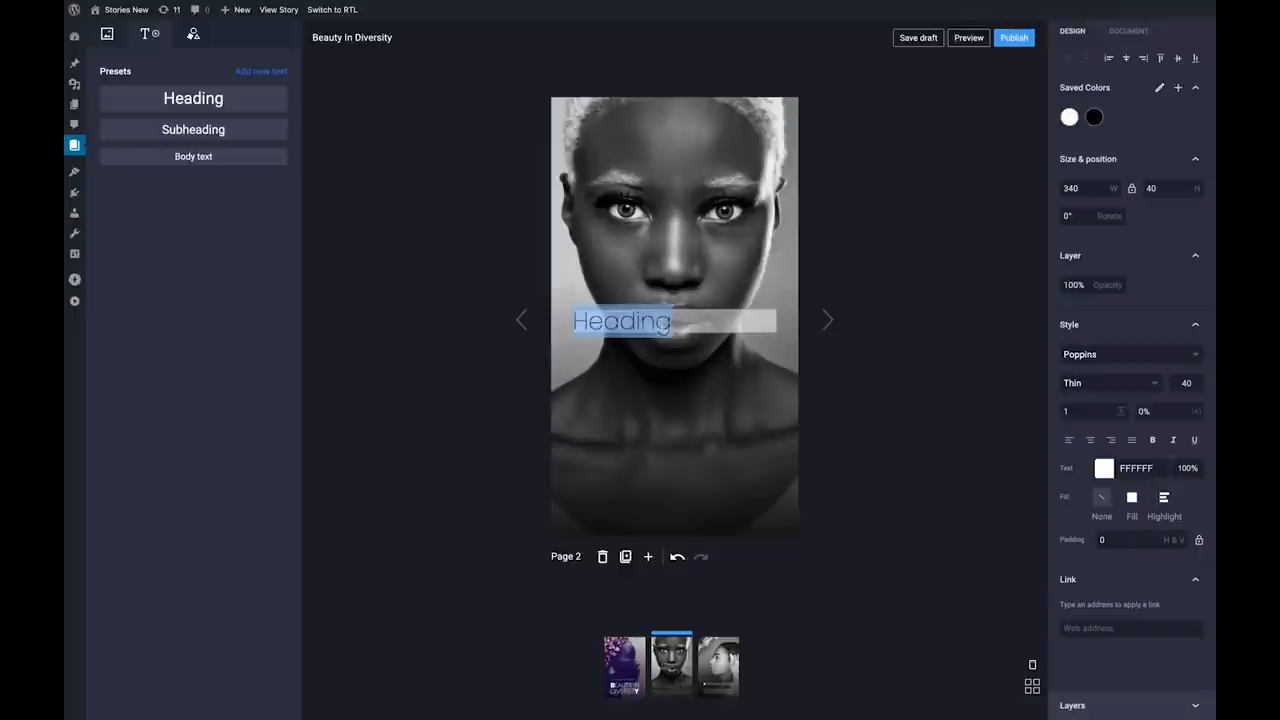 Stories New 11 0 New View Story Switch to RTL
T
Beauty In Diversity
Save draft Preview Publish
DESIGN DOCUMENT
Presets Add new text
Heading
Subheading
Body text
Saved Colors
Size & position
340 W 40 H
0° Rotate
Layer
100% Opacity
Heading
Style
Poppins
Thin 40
1 0%
B I U
Text FFFFFF 100%
Fill
None Fill Highlight
Padding 0 H & V
Page 2
Link
Type an address to apply a link
Web address
BEAUTY IN
DIVERSITY
Layers